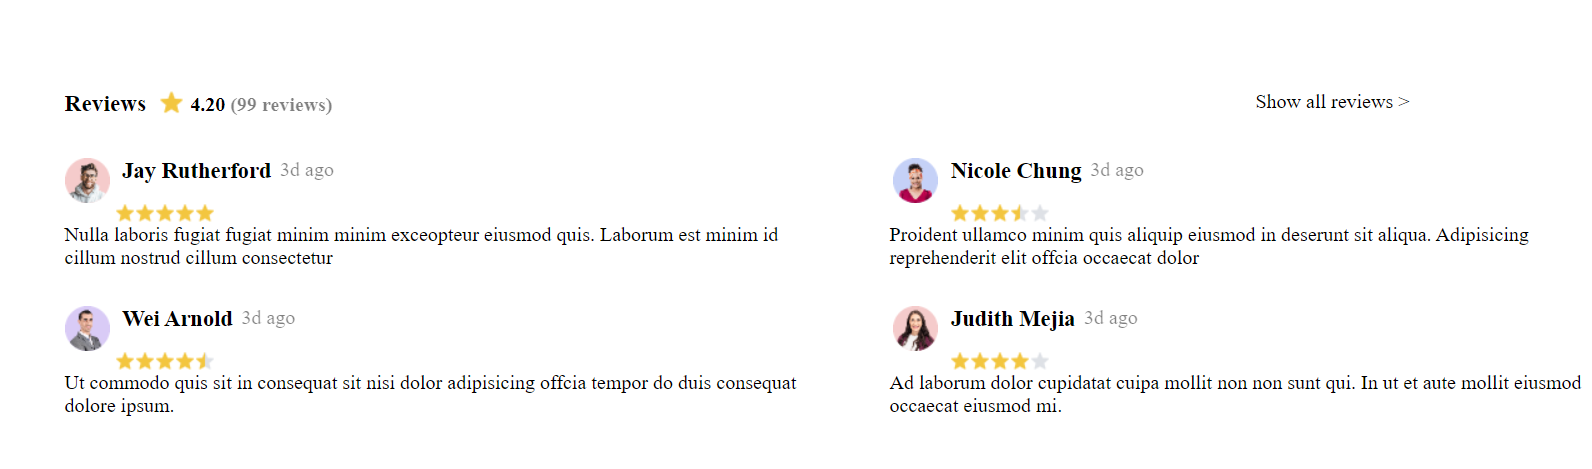 Reviews 4.20 (99 reviews)
Show all reviews >
Jay Rutherford 3d ago
Nulla laboris fugiat fugiat minim minim exceopteur eiusmod quis. Laborum est minim id
cillum nostrud cillum consectetur
Nicole Chung 3d ago
Proident ullamco minim quis aliquip eiusmod in deserunt sit aliqua. Adipisicing
reprehenderit elit offcia occaecat dolor
Wei Arnold 3d ago
Ut commodo quis sit in consequat sit nisi dolor adipisicing offcia tempor do duis consequat
dolore ipsum.
Judith Mejia 3d ago
Ad laborum dolor cupidatat cuipa mollit non non sunt qui. In ut et aute mollit eiusmod
occaecat eiusmod mi.